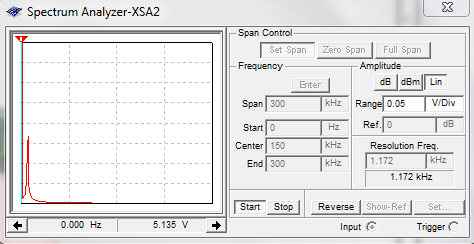 Spectrum Analyzer-XSA2
Span Control
Set Span Zero Span Full Span
Frequency
Enter
Span 300 kHz
Start 0 Hz
Center 150 kHz
End 300 kHz
Amplitude
dB dBm Lin
Range 0.05 V/Div
Ref. 0 dB
Resolution Freq.
1.172 kHz
1.172 kHz
Start Stop Reverse Show-Ref Set...
0.000 Hz 5.135 V
Input Trigger